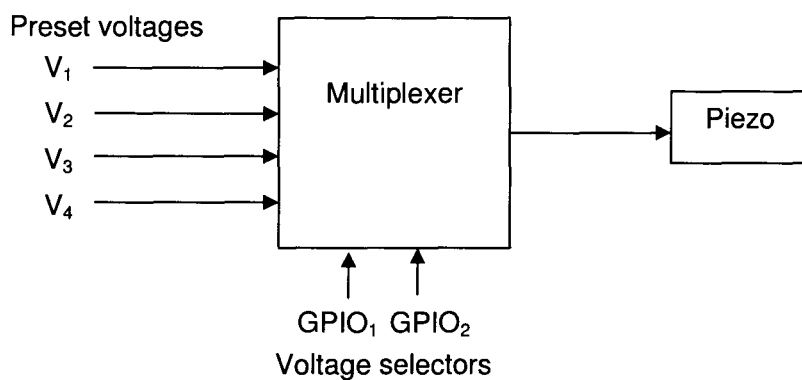 Preset voltages
V₁
V₂
V₃
V₄
Multiplexer
Piezo
GPIO₁ GPIO₂
Voltage selectors